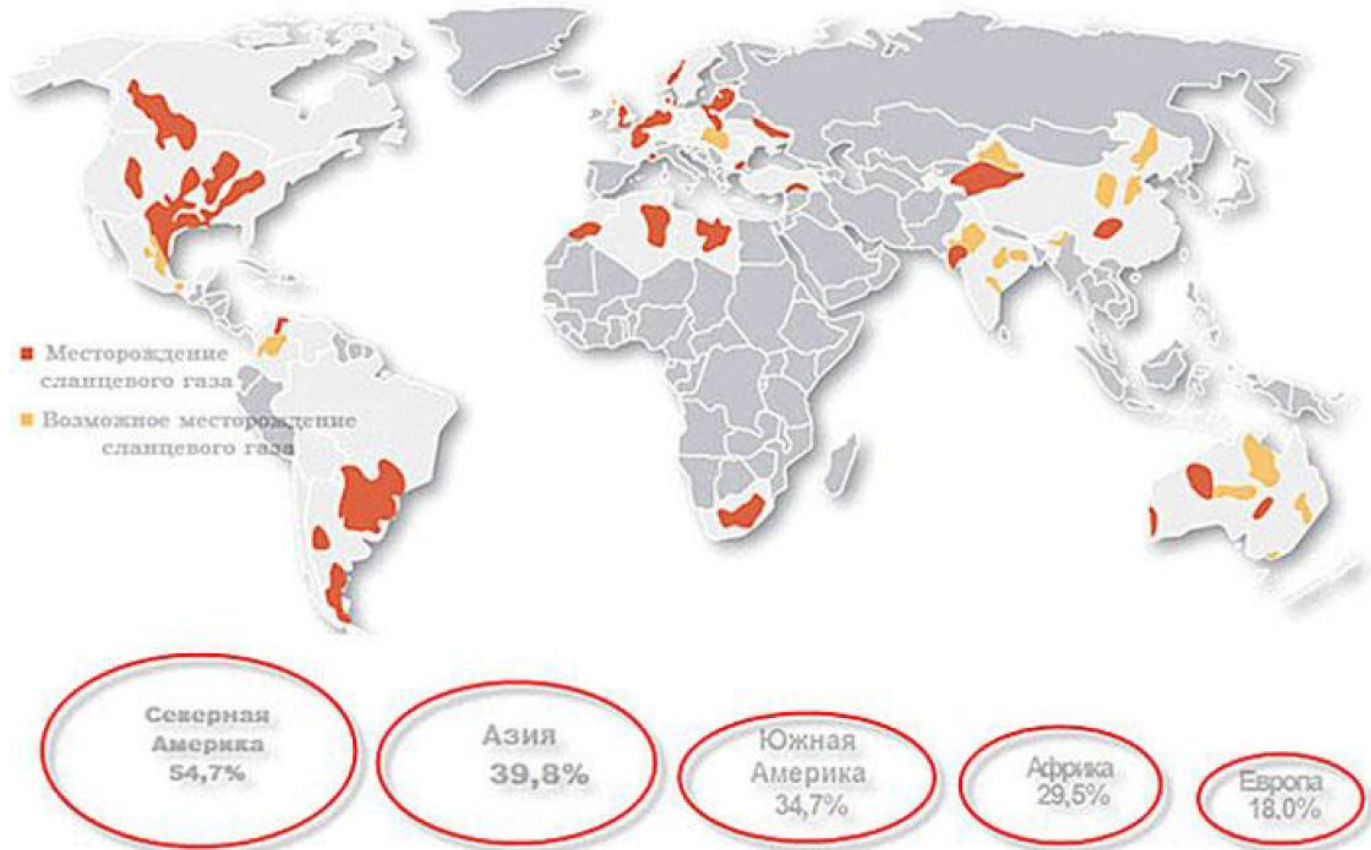 Месторождение
сланцевого газа
Возможное месторождение
сланцевого газа
Северная
Америка
54,7%
Азия
39,8%
Южная
Америка
34,7%
Африка
29,5%
Европа
18,0%